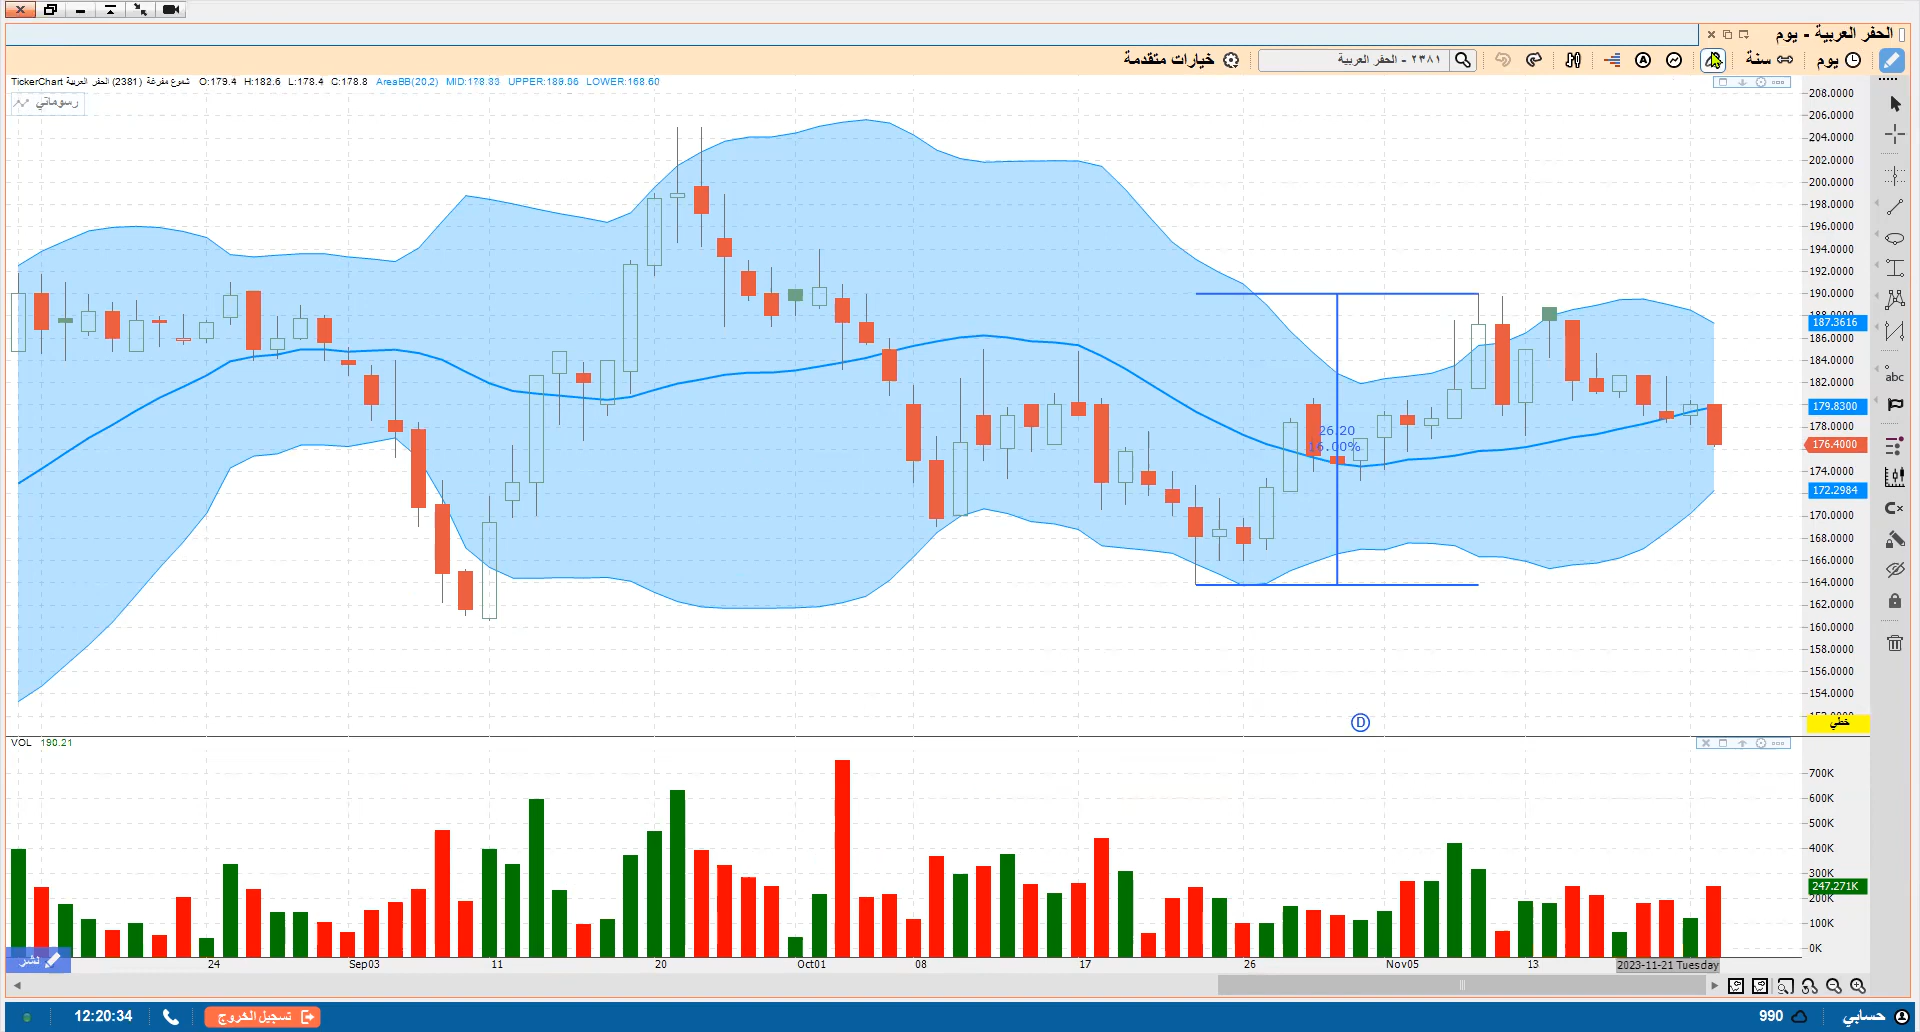 الحفر العربية - يوم
يوم
سنة
٢٣٨١ - الحفر العربية
خيارات متقدمة
TickerChart شموع مفرغة (2381) الحفر العربية O:179.4 H:182.6 L:178.4 C:178.8 AreaBB(20,2) MID:178.83 UPPER:189.06 LOWER:168.60
رسوماتي
208.0000
206.0000
204.0000
202.0000
200.0000
198.0000
196.0000
194.0000
192.0000
190.0000
188.0000
187.3616
186.0000
184.0000
182.0000
179.8300
178.0000
176.4000
174.0000
172.2984
170.0000
168.0000
166.0000
164.0000
162.0000
160.0000
158.0000
156.0000
154.0000
خطي
26.20
16.00%
D
abc
VOL 190.21
700K
600K
500K
400K
300K
247.271K
200K
100K
0K
نشر
24 Sep03 11 20 Oct01 08 17 26 Nov05 13 2023-11-21 Tuesday
12:20:34
تسجيل الخروج
990
حسابي